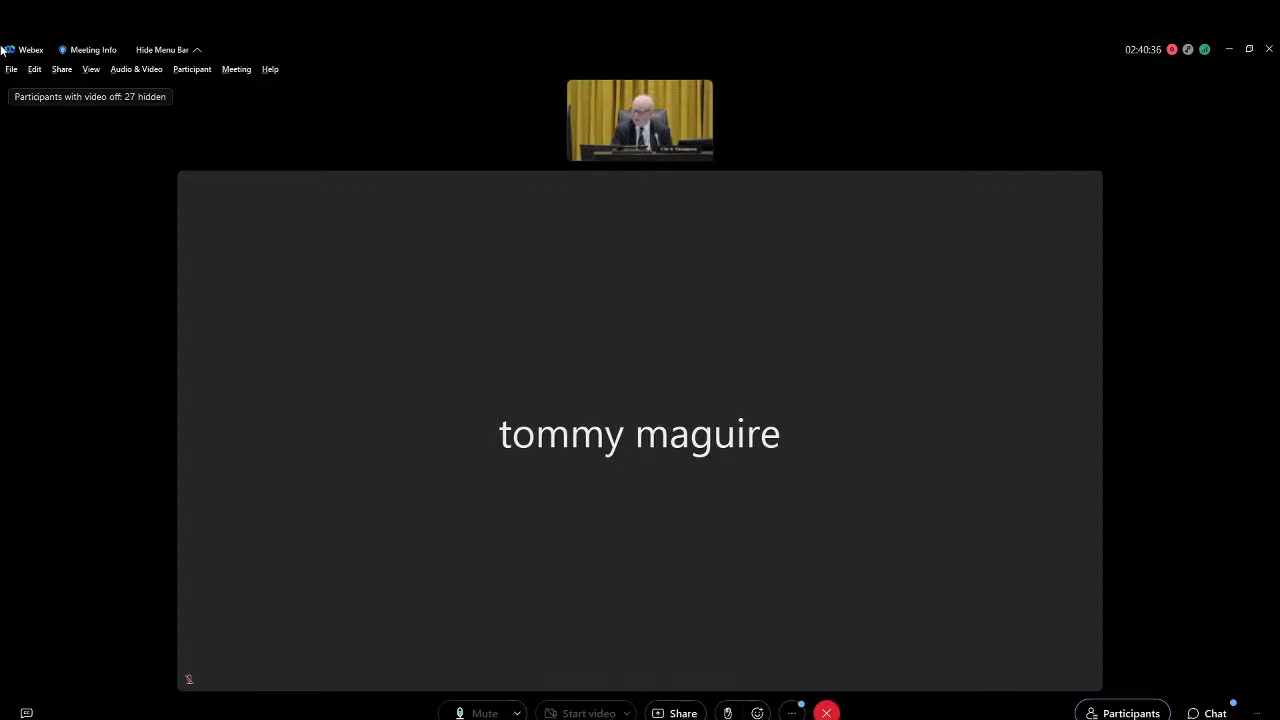 Webex Meeting Info Hide Menu Bar 02:40:36
File Edit Share View Audio & Video Participant Meeting Help
Participants with video off: 27 hidden
tommy maguire
Mute Start video Share Participants Chat